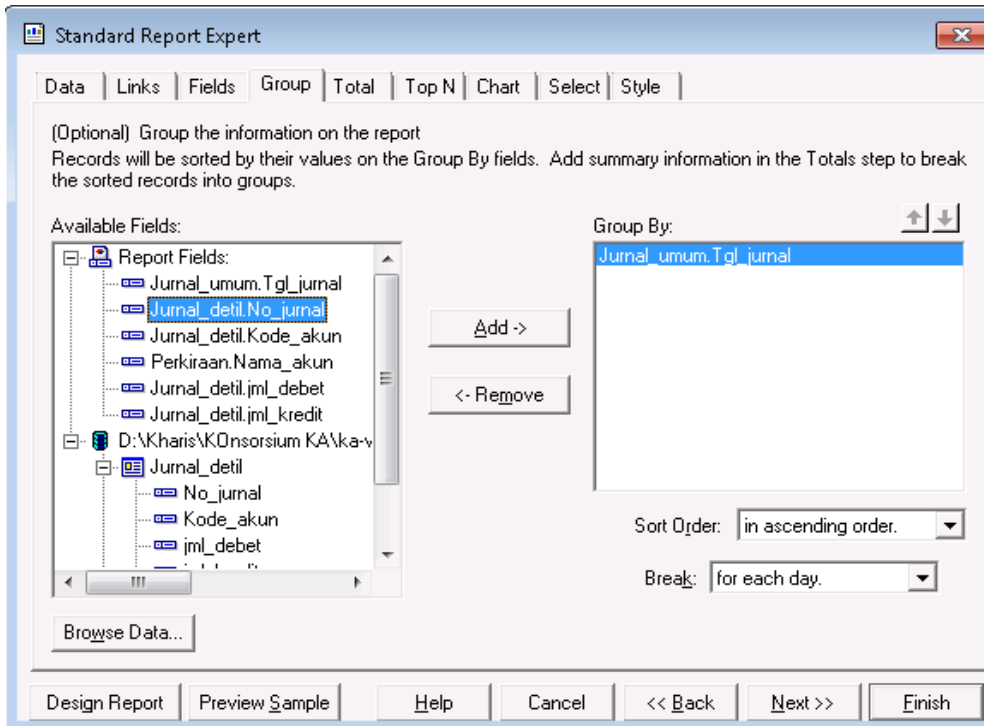 Standard Report Expert
Data Links Fields Group Total Top N Chart Select Style
(Optional) Group the information on the report
Records will be sorted by their values on the Group By fields. Add summary information in the Totals step to break
the sorted records into groups.
Available Fields:
Report Fields:
Jurnal_umum.Tgl_jurnal
Jurnal_detil.No_jurnal
Jurnal_detil.Kode_akun
Perkiraan.Nama_akun
Jurnal_detil.jml_debet
Jurnal_detil.jml_kredit
D:\Kharis\KOnsorsium KA\ka-v
Jurnal_detil
No_jurnal
Kode_akun
jml_debet
Browse Data...
Add ->
<- Remove
Group By:
Jurnal_umum.Tgl_jurnal
Sort Order: in ascending order.
Break: for each day.
Design Report Preview Sample Help Cancel << Back Next >> Finish